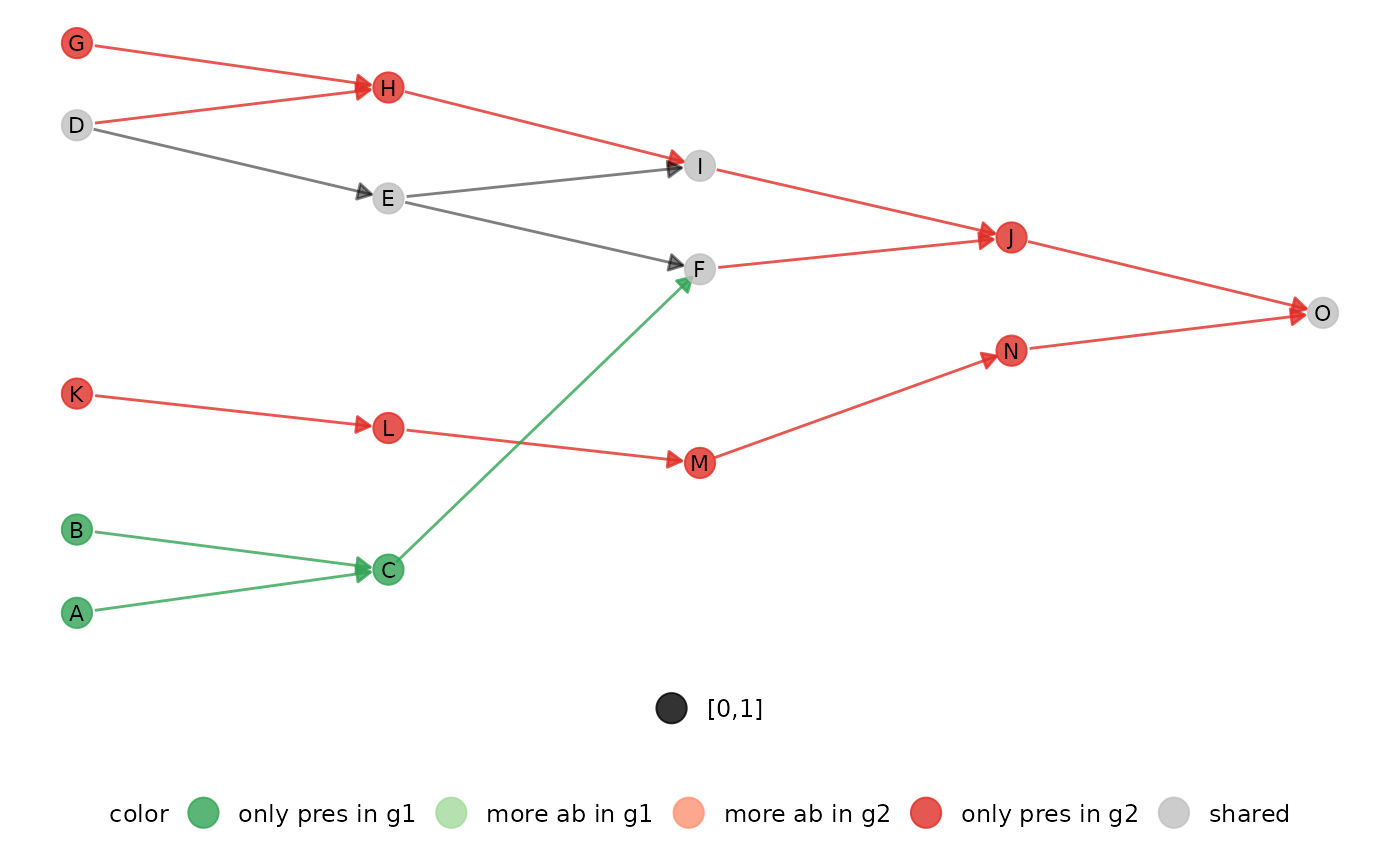 G
H
D
I
E
J
F
O
N
K
L
M
B
C
A
[0,1]
color only pres in g1 more ab in g1 more ab in g2 only pres in g2 shared